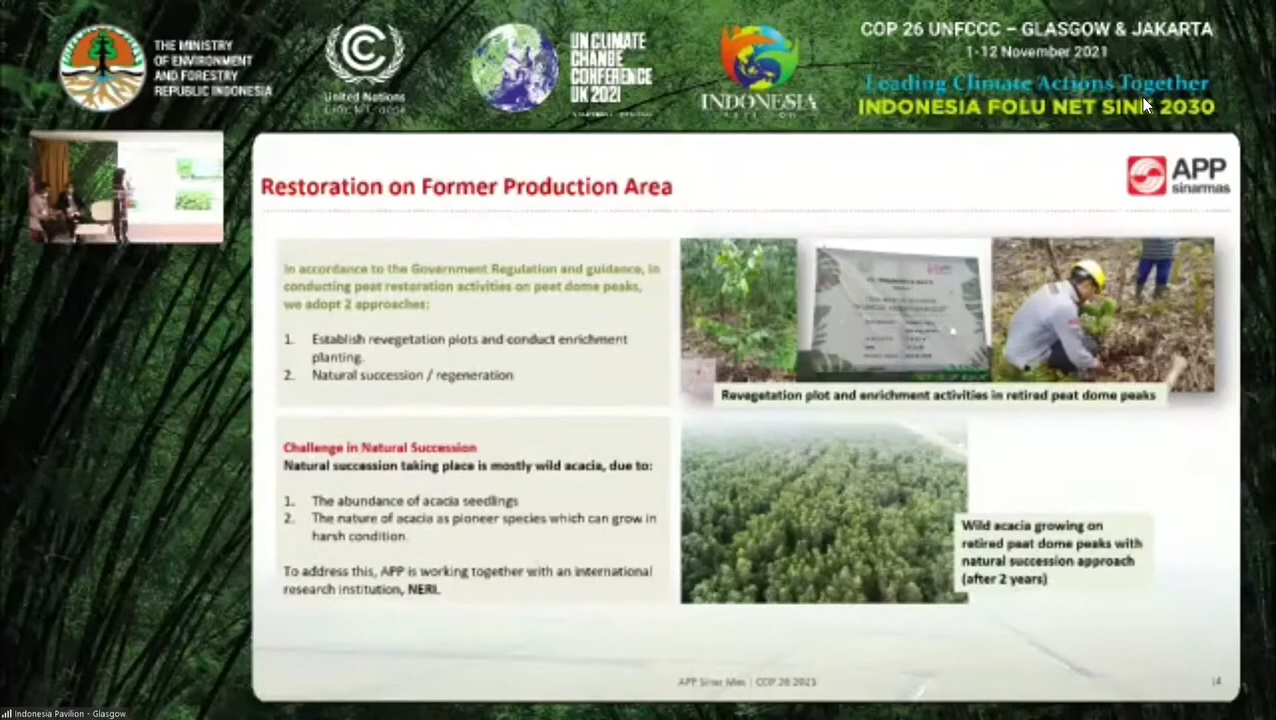 THE MINISTRY
OF ENVIRONMENT
AND FORESTRY
REPUBLIC INDONESIA
United Nations
UN CLIMATE
CHANGE
CONFERENCE
UK 2021
INDONESIA
COP 26 UNFCCC – GLASGOW & JAKARTA
1-12 November 2021
Leading Climate Actions Together
INDONESIA FOLU NET SINK 2030
Restoration on Former Production Area
APP
sinarmas
In accordance to the Government Regulation and guidance, in
conducting peat restoration activities on peet dome peaks,
we adopt 2 approaches:
1. Establish revegetation plots and conduct enrichment
planting.
2. Natural succession / regeneration
Revegetation plot and enrichment activities in retired peat dome peaks
Challenge in Natural Succession
Natural succession taking place is mostly wild acacia, due to:
1. The abundance of acacia seedlings
2. The nature of acacia as pioneer species which can grow in
harsh condition.
To address this, APP is working together with an international
research institution, NERI.
Wild acacia growing on
retired peat dome peaks with
natural succession approach
(after 2 years)
APP Sinar Mas | COP 26 2021
14
Indonesia Pavilion - Glasgow